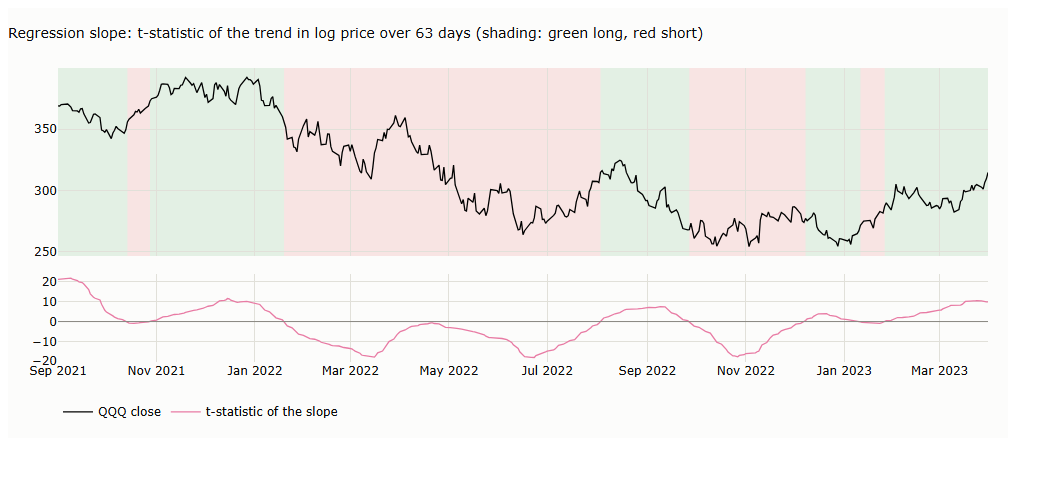 Regression slope: t-statistic of the trend in log price over 63 days (shading: green long, red short)
350
300
250
20
10
0
−10
−20
Sep 2021 Nov 2021 Jan 2022 Mar 2022 May 2022 Jul 2022 Sep 2022 Nov 2022 Jan 2023 Mar 2023
QQQ close t-statistic of the slope